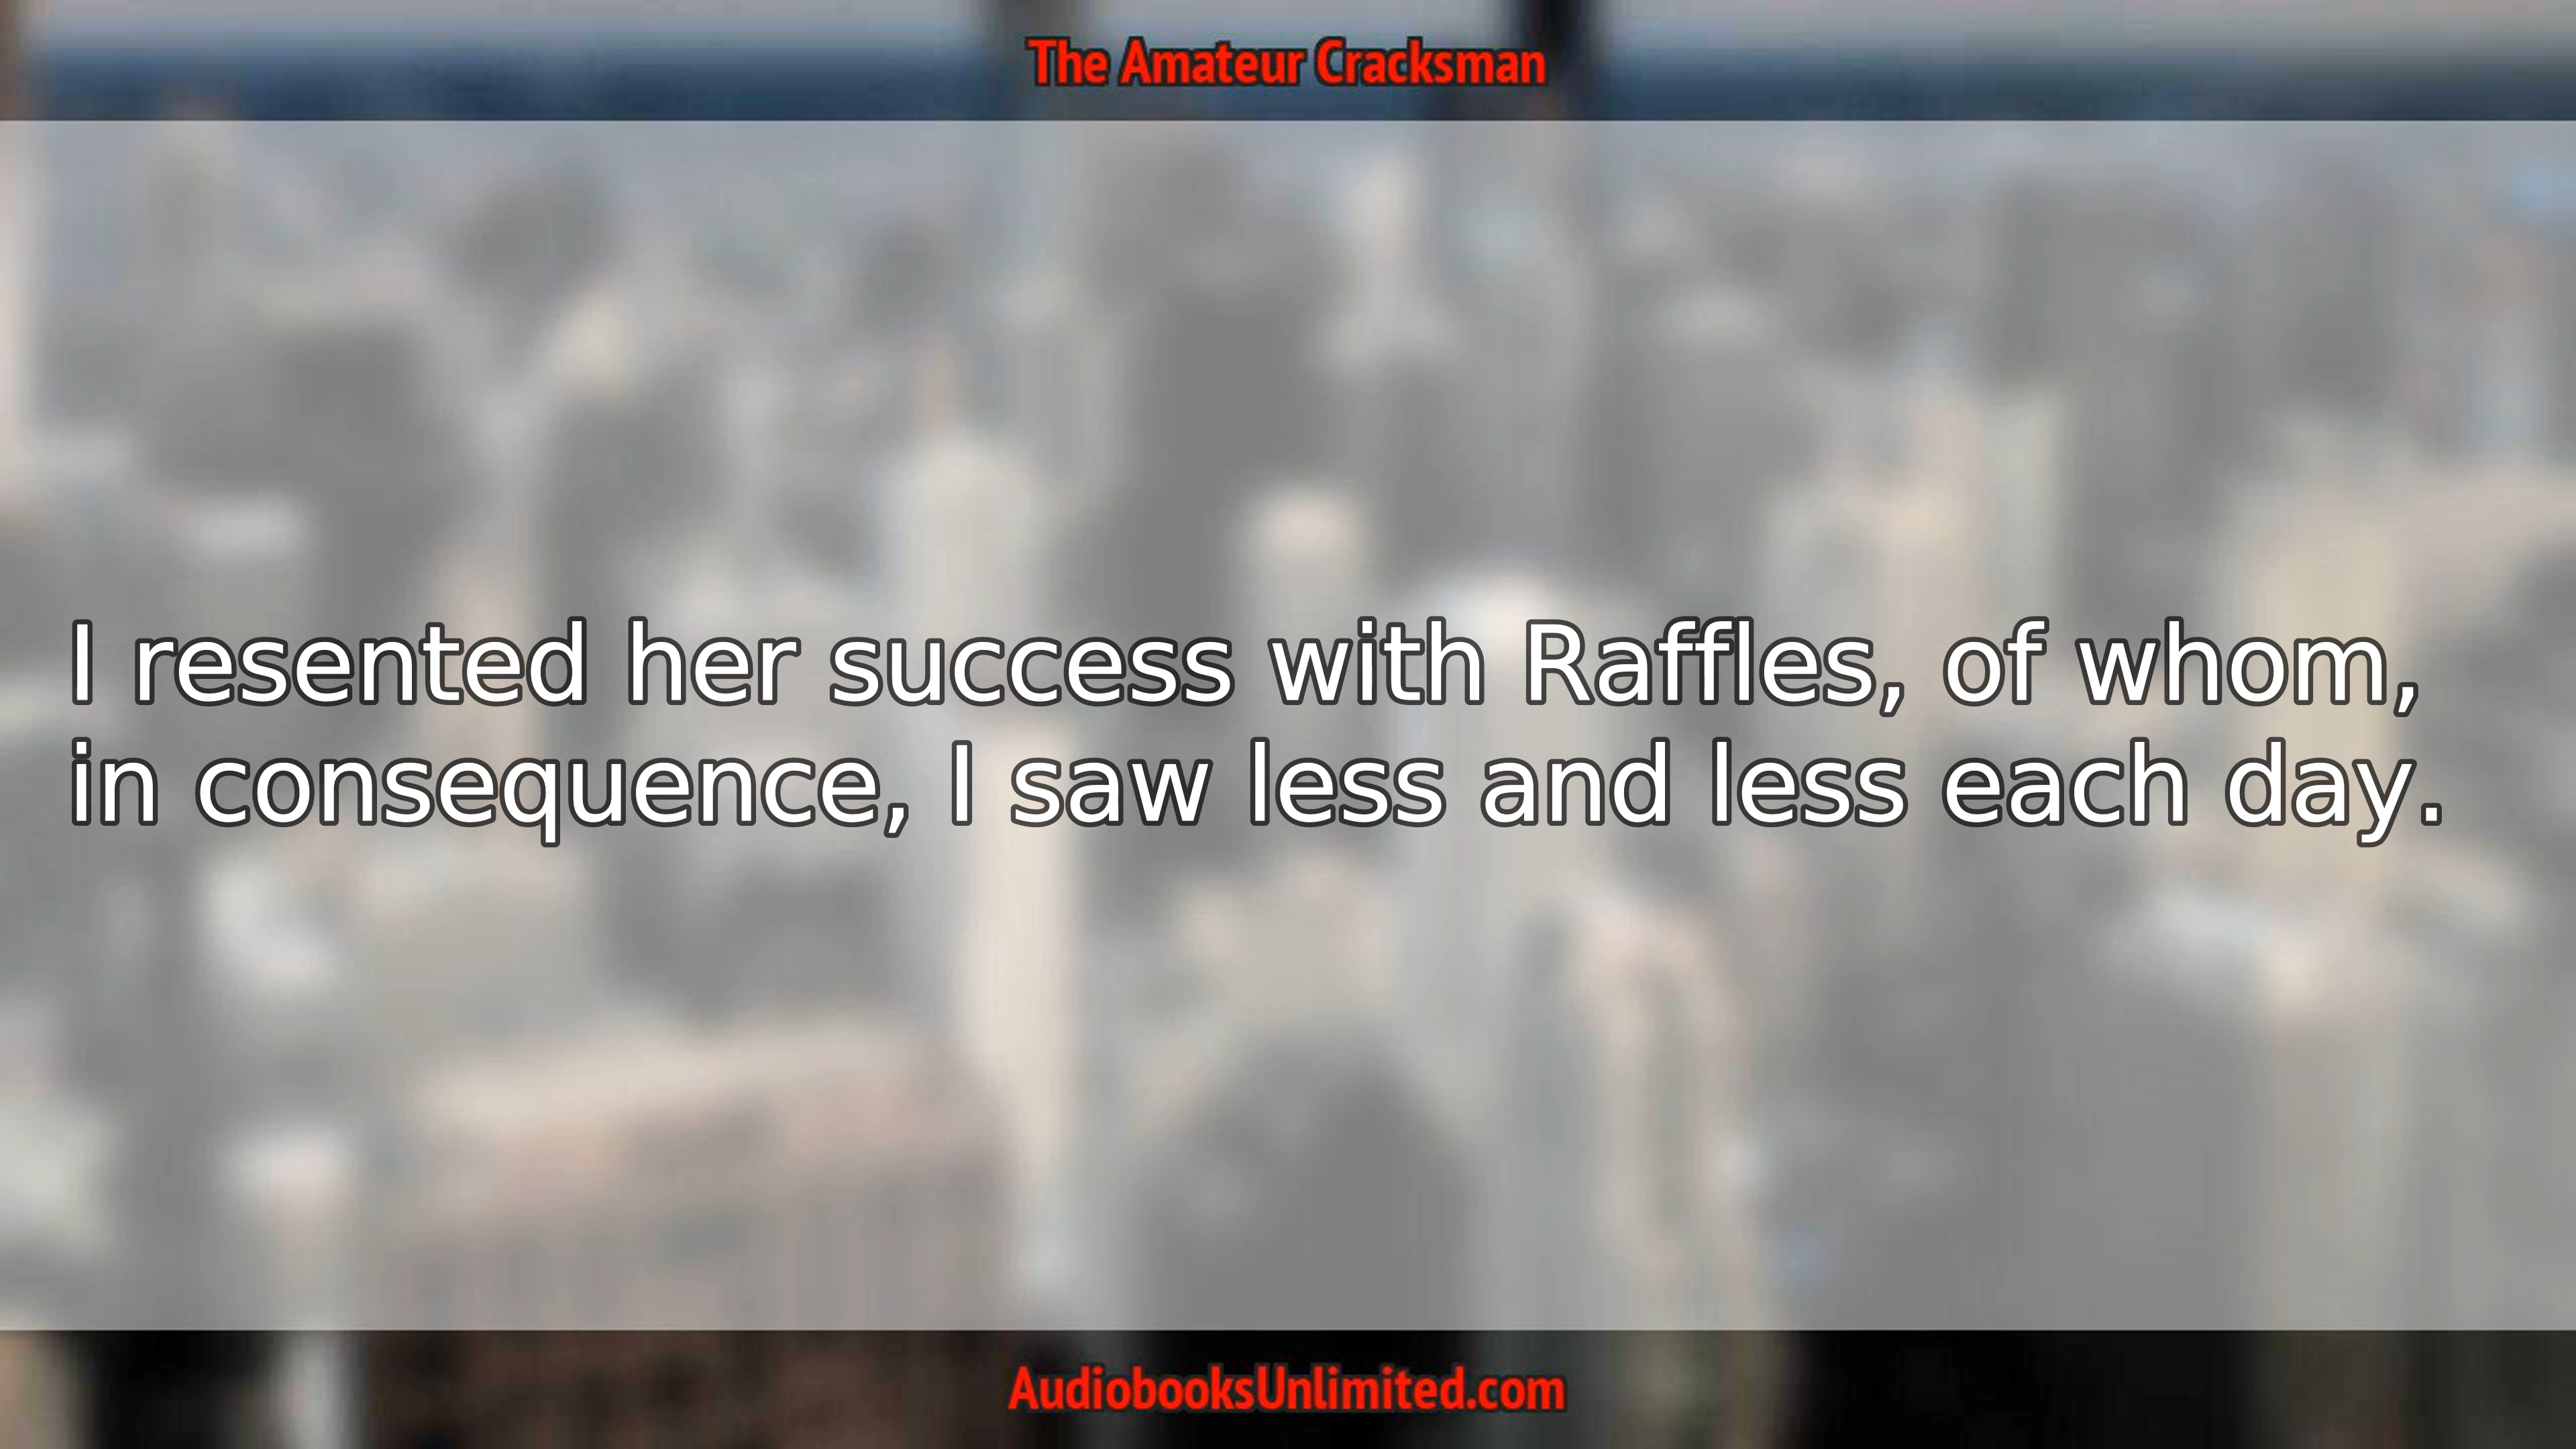 The Amateur Cracksman
I resented her success with Raffles, of whom,
in consequence, I saw less and less each day.
AudiobooksUnlimited.com